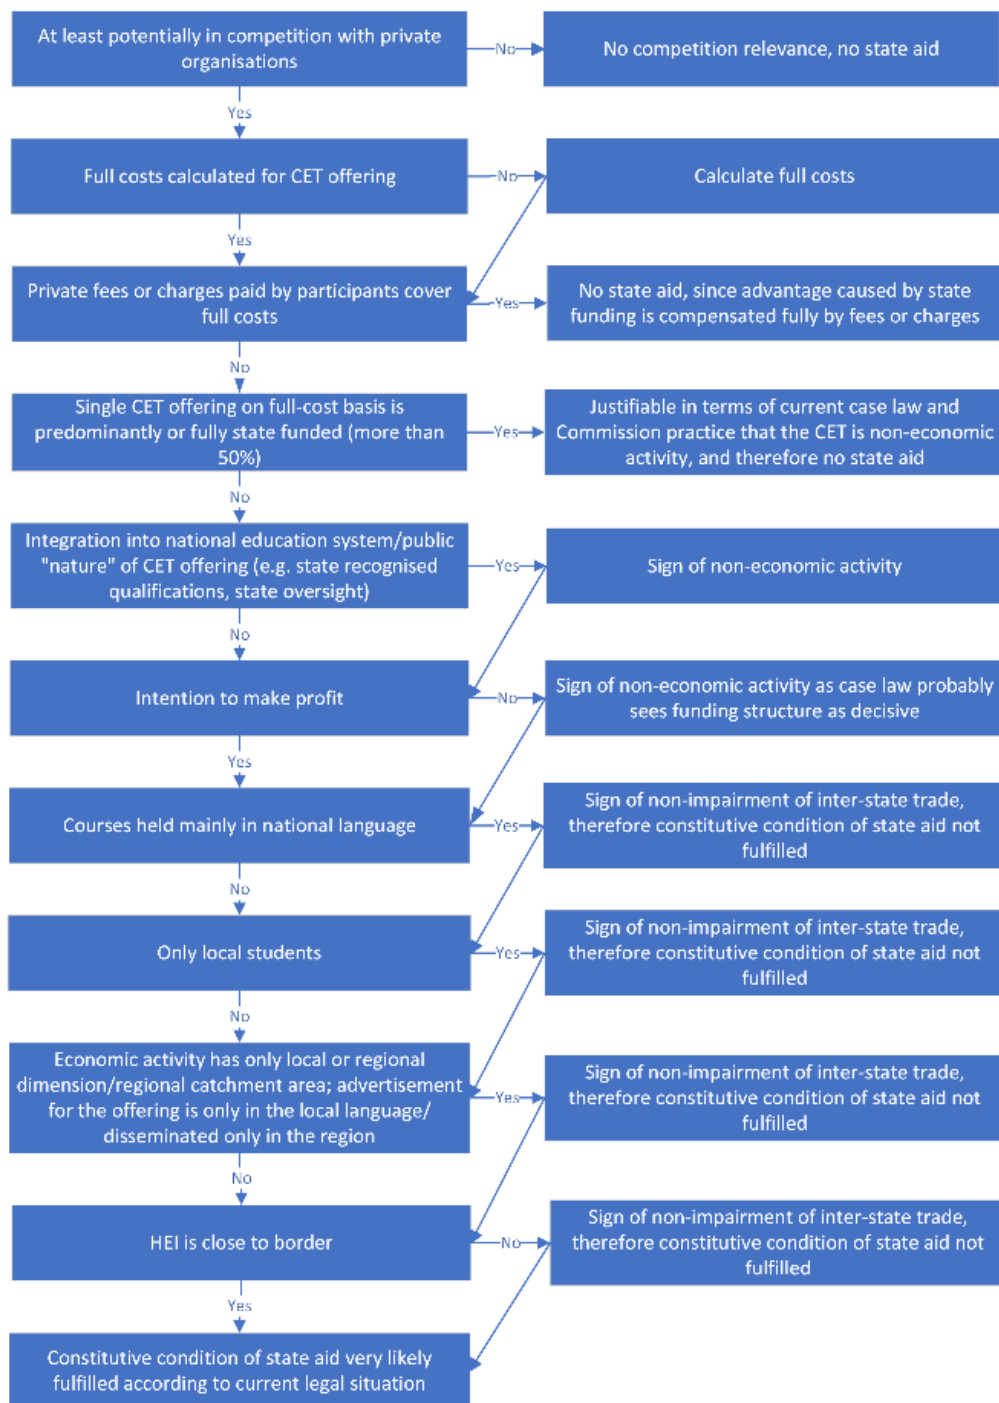 At least potentially in competition with private
organisations
No
No competition relevance, no state aid
Yes
Full costs calculated for CET offering
No
Calculate full costs
Yes
Private fees or charges paid by participants cover
full costs
Yes
No state aid, since advantage caused by state
funding is compensated fully by fees or charges
No
Single CET offering on full-cost basis is
predominantly or fully state funded (more than
50%)
Yes
Justifiable in terms of current case law and
Commission practice that the CET is non-economic
activity, and therefore no state aid
No
Integration into national education system/public
"nature" of CET offering (e.g. state recognised
qualifications, state oversight)
Yes
Sign of non-economic activity
No
Intention to make profit
No
Sign of non-economic activity as case law probably
sees funding structure as decisive
Yes
Courses held mainly in national language
Yes
Sign of non-impairment of inter-state trade,
therefore constitutive condition of state aid not
fulfilled
No
Only local students
Yes
Sign of non-impairment of inter-state trade,
therefore constitutive condition of state aid not
fulfilled
No
Economic activity has only local or regional
dimension/regional catchment area; advertisement
for the offering is only in the local language/
disseminated only in the region
Yes
Sign of non-impairment of inter-state trade,
therefore constitutive condition of state aid not
fulfilled
No
HEI is close to border
No
Sign of non-impairment of inter-state trade,
therefore constitutive condition of state aid not
fulfilled
Yes
Constitutive condition of state aid very likely
fulfilled according to current legal situation